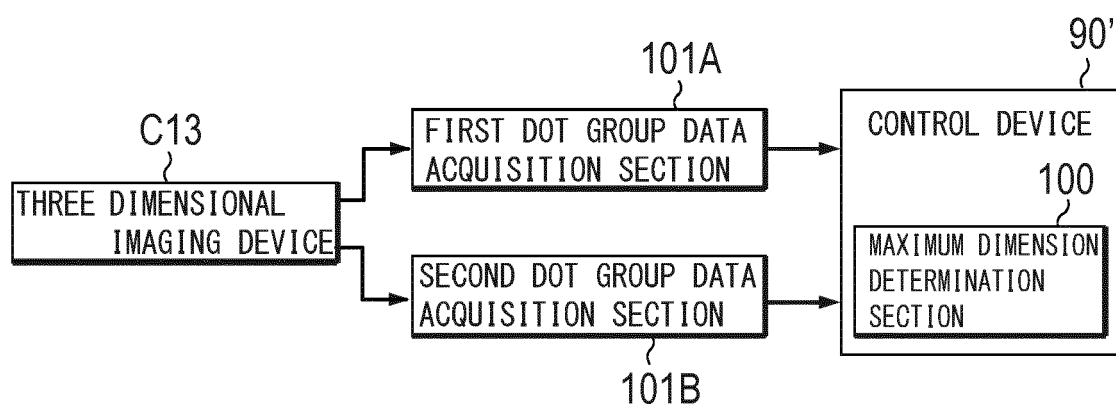 90'
101A
C13
FIRST DOT GROUP DATA
ACQUISITION SECTION
CONTROL DEVICE
THREE DIMENSIONAL
IMAGING DEVICE
100
MAXIMUM DIMENSION
DETERMINATION
SECTION
SECOND DOT GROUP DATA
ACQUISITION SECTION
101B